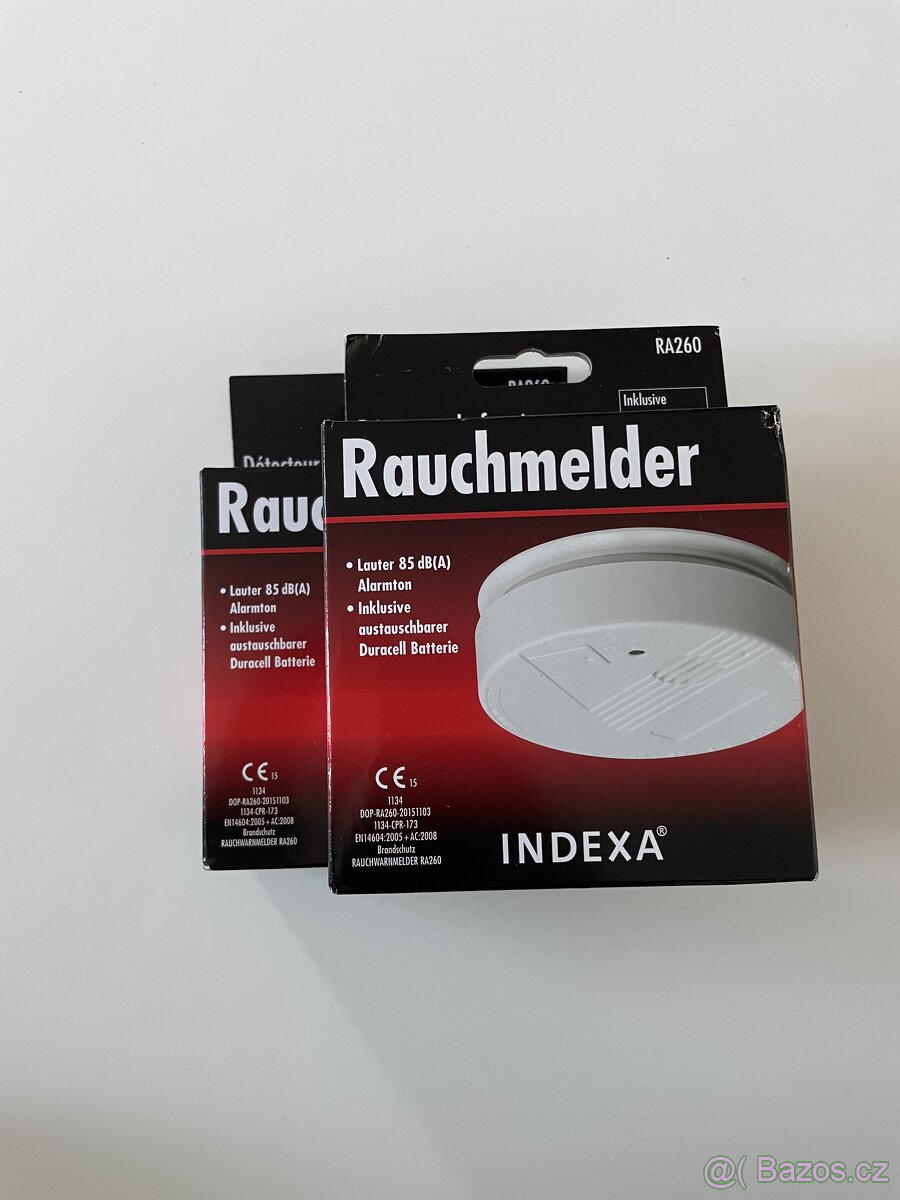 RA260
Inklusive
Détecteur
Rauchmelder
• Lauter 85 dB(A)
Alarmton
• Inklusive
austauschbarer
Duracell Batterie
CE 15
1134
DOP-RA260-20151103
1134-CPR-173
EN14604:2005 + AC:2008
Brandschutz
RAUCHWARNMELDER RA260
INDEXA®
Rauc
• Lauter 85 dB(A)
Alarmton
• Inklusive
austauschbarer
Duracell Batterie
CE 15
1134
DOP-RA260-20151103
1134-CPR-173
EN14604:2005 + AC:2008
Brandschutz
RAUCHWARNMELDER RA260
@( Bazos.cz